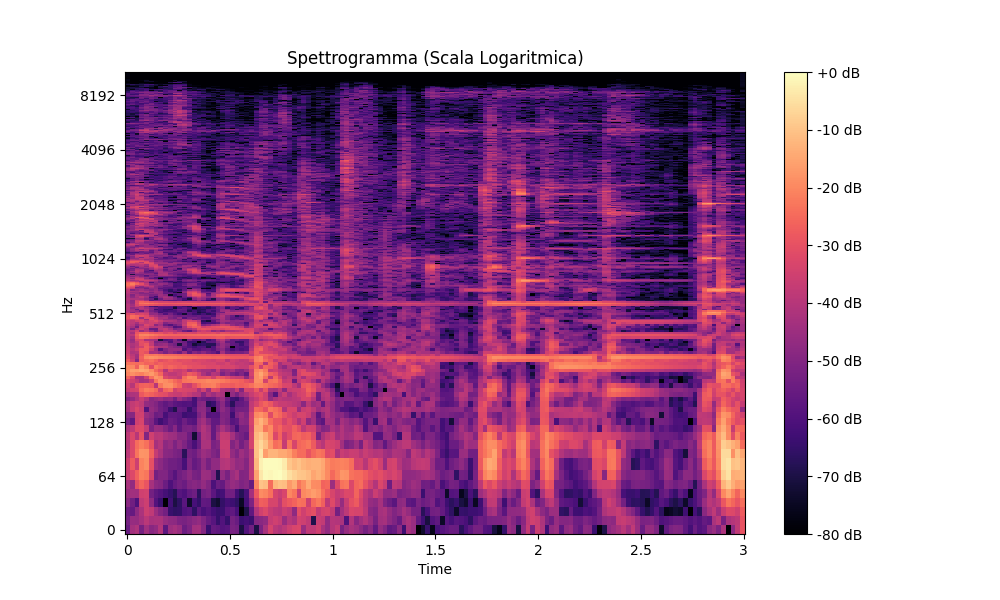 Spettrogramma (Scala Logaritmica)
Hz
8192
4096
2048
1024
512
256
128
64
0
0
0.5
1
1.5
2
2.5
3
Time
+0 dB
-10 dB
-20 dB
-30 dB
-40 dB
-50 dB
-60 dB
-70 dB
-80 dB